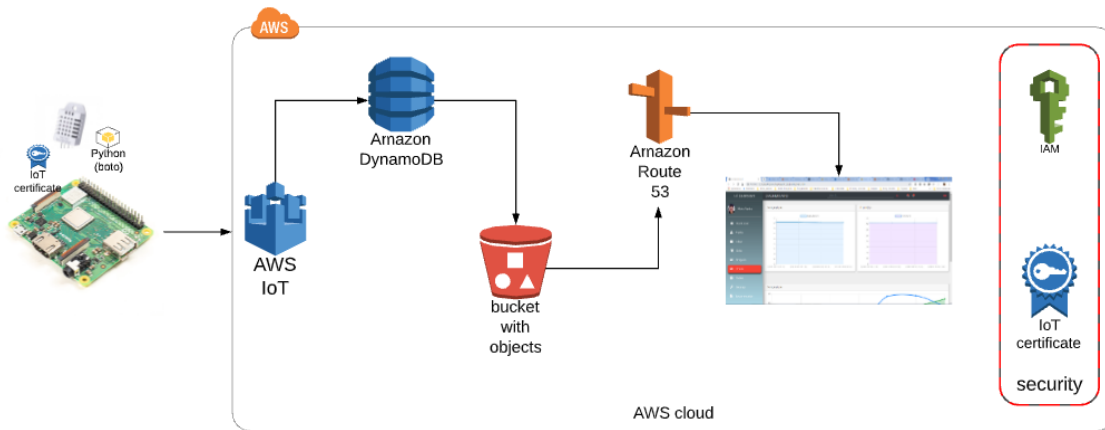 AWS
Python
(boto)
IoT
certificate
AWS
IoT
Amazon
DynamoDB
bucket
with
objects
Amazon
Route
53
IAM
IoT
certificate
security
AWS cloud